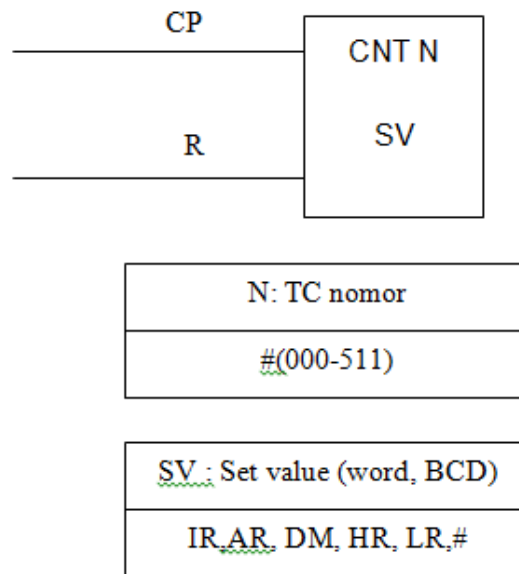 CP
CNT N
SV
R
N: TC nomor
#(000-511)
SV : Set value (word, BCD)
IR,AR, DM, HR, LR,#